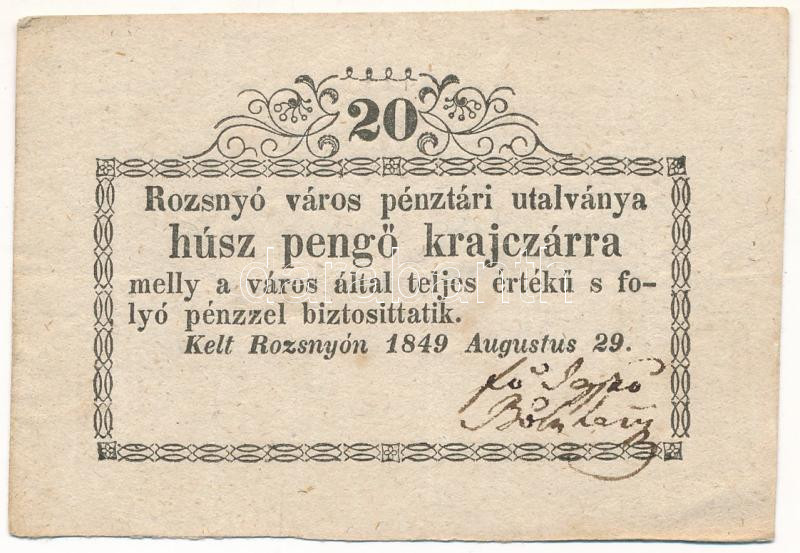 20
Rozsnyó város pénztári utalványa
húsz pengő krajczárra
melly a város által teljes értékű s fo-
lyó pénzzel biztosittatik.
Kelt Rozsnyón 1849 Augustus 29.